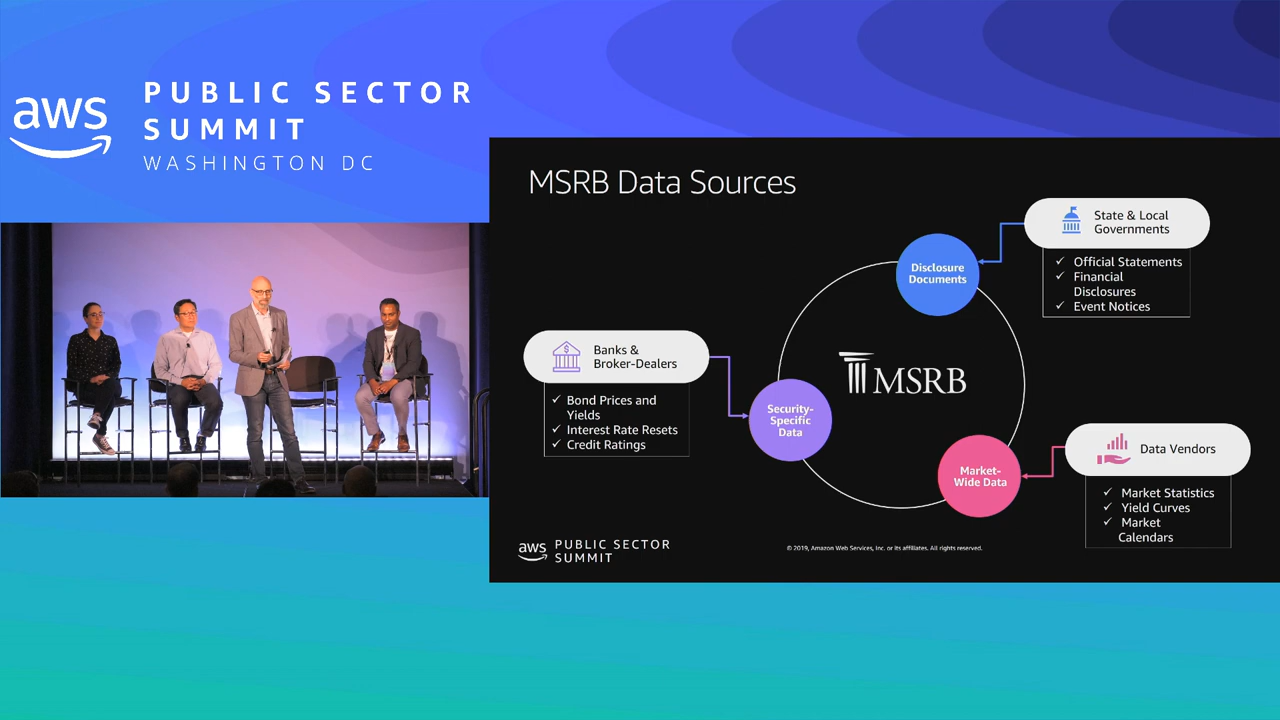 aws
PUBLIC SECTOR
SUMMIT
WASHINGTON DC
MSRB Data Sources
State & Local
Governments
Disclosure
Documents
✓ Official Statements
✓ Financial
Disclosures
✓ Event Notices
Banks &
Broker-Dealers
✓ Bond Prices and
Yields
✓ Interest Rate Resets
✓ Credit Ratings
Security-
Specific
Data
MSRB
Market-
Wide Data
Data Vendors
✓ Market Statistics
✓ Yield Curves
✓ Market
Calendars
aws
PUBLIC SECTOR
SUMMIT
© 2019, Amazon Web Services, Inc. or its affiliates. All rights reserved.